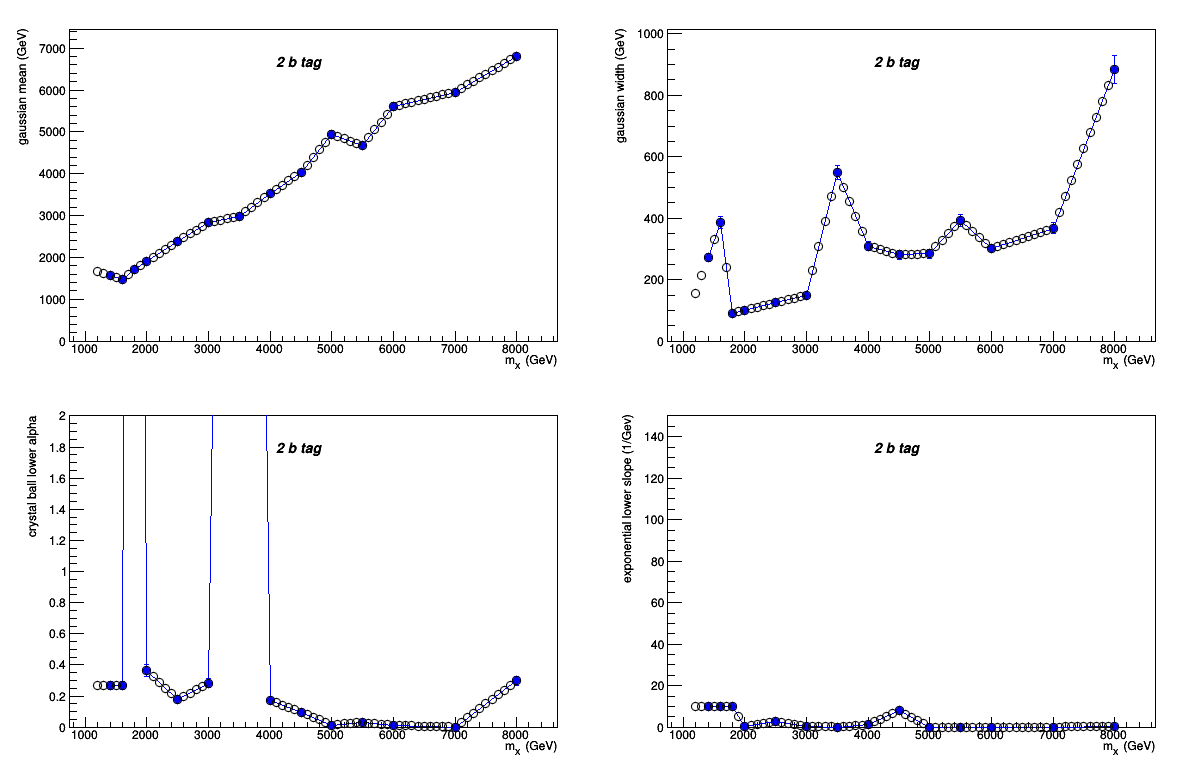 gaussian mean (GeV)
2 b tag
7000
6000
5000
4000
3000
2000
1000
0
1000 2000 3000 4000 5000 6000 7000 8000
mx (GeV)
gaussian width (GeV)
2 b tag
1000
800
600
400
200
0
1000 2000 3000 4000 5000 6000 7000 8000
mx (GeV)
crystal ball lower alpha
2 b tag
2
1.8
1.6
1.4
1.2
1
0.8
0.6
0.4
0.2
0
1000 2000 3000 4000 5000 6000 7000 8000
mx (GeV)
exponential lower slope (1/Gev)
2 b tag
140
120
100
80
60
40
20
0
1000 2000 3000 4000 5000 6000 7000 8000
mx (GeV)